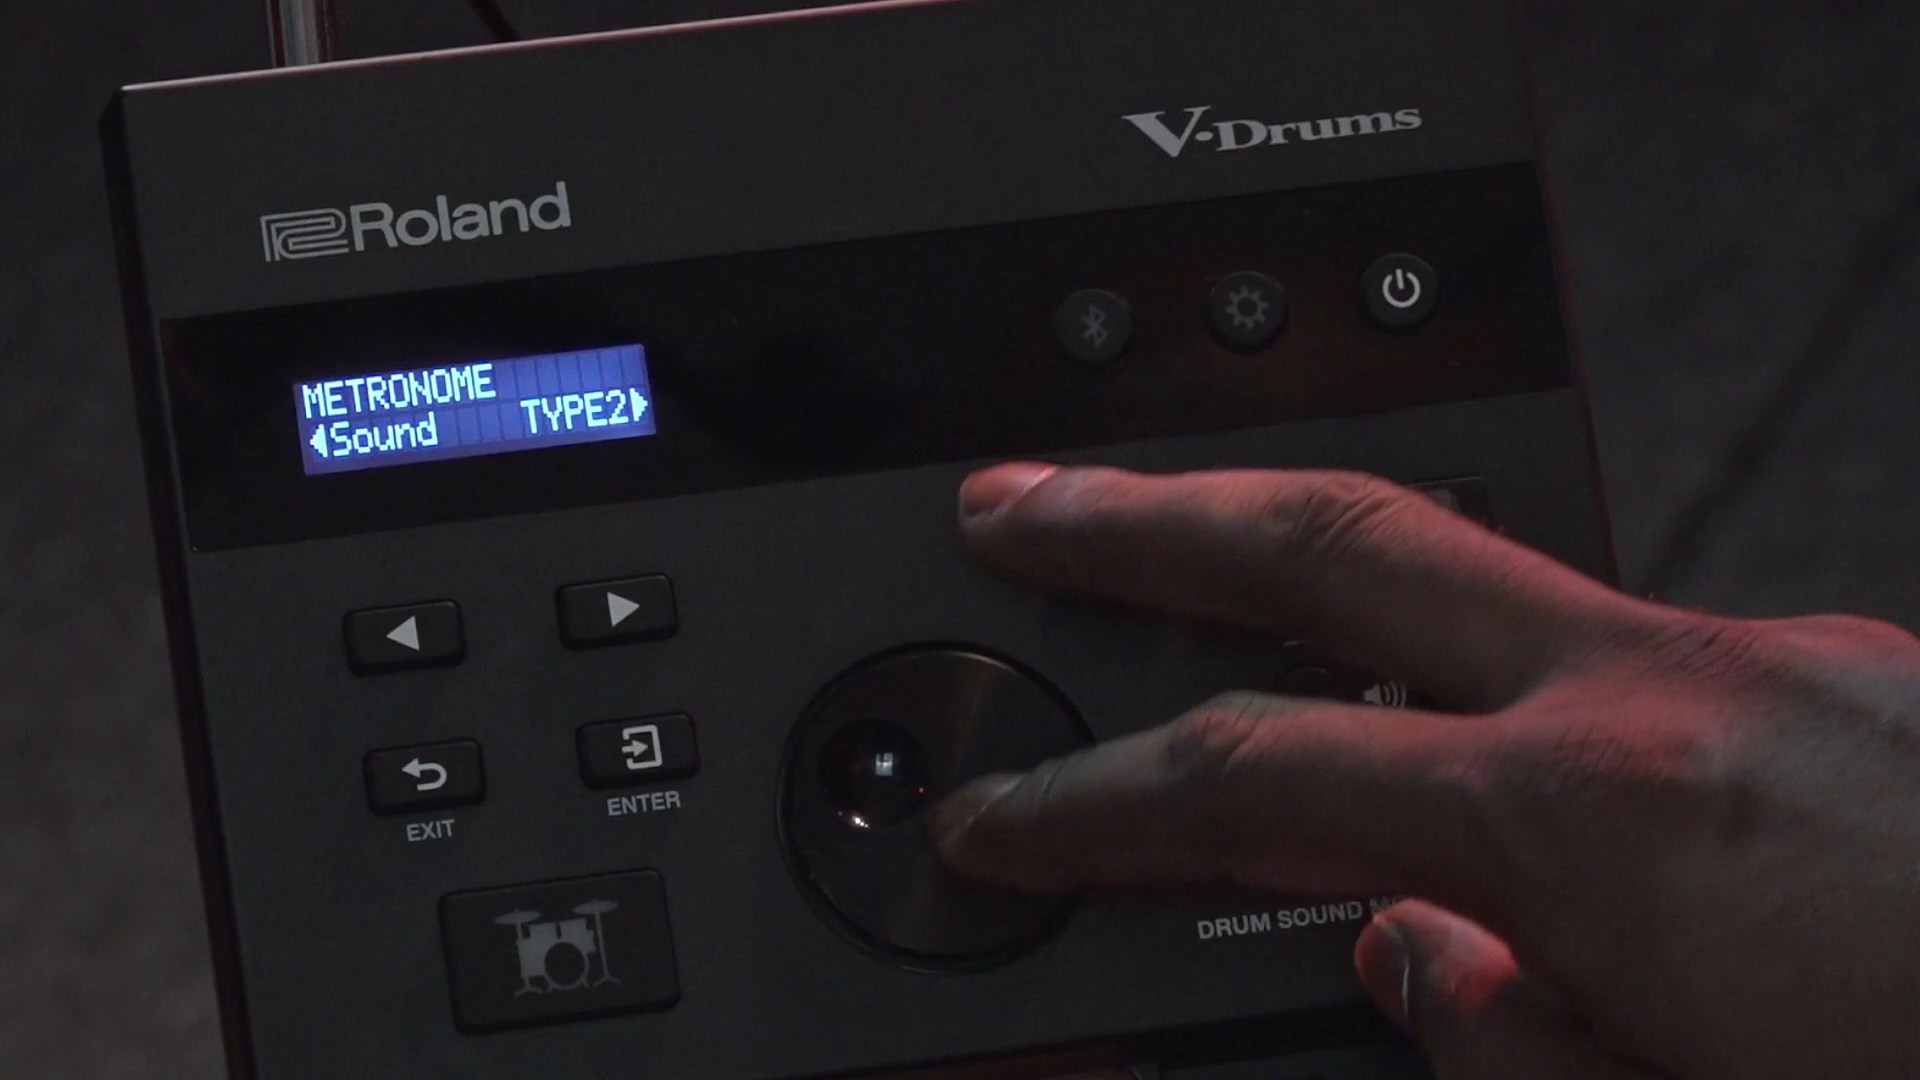 V-Drums
Roland
METRONOME
Sound TYPE2
ENTER
EXIT
DRUM SOUND